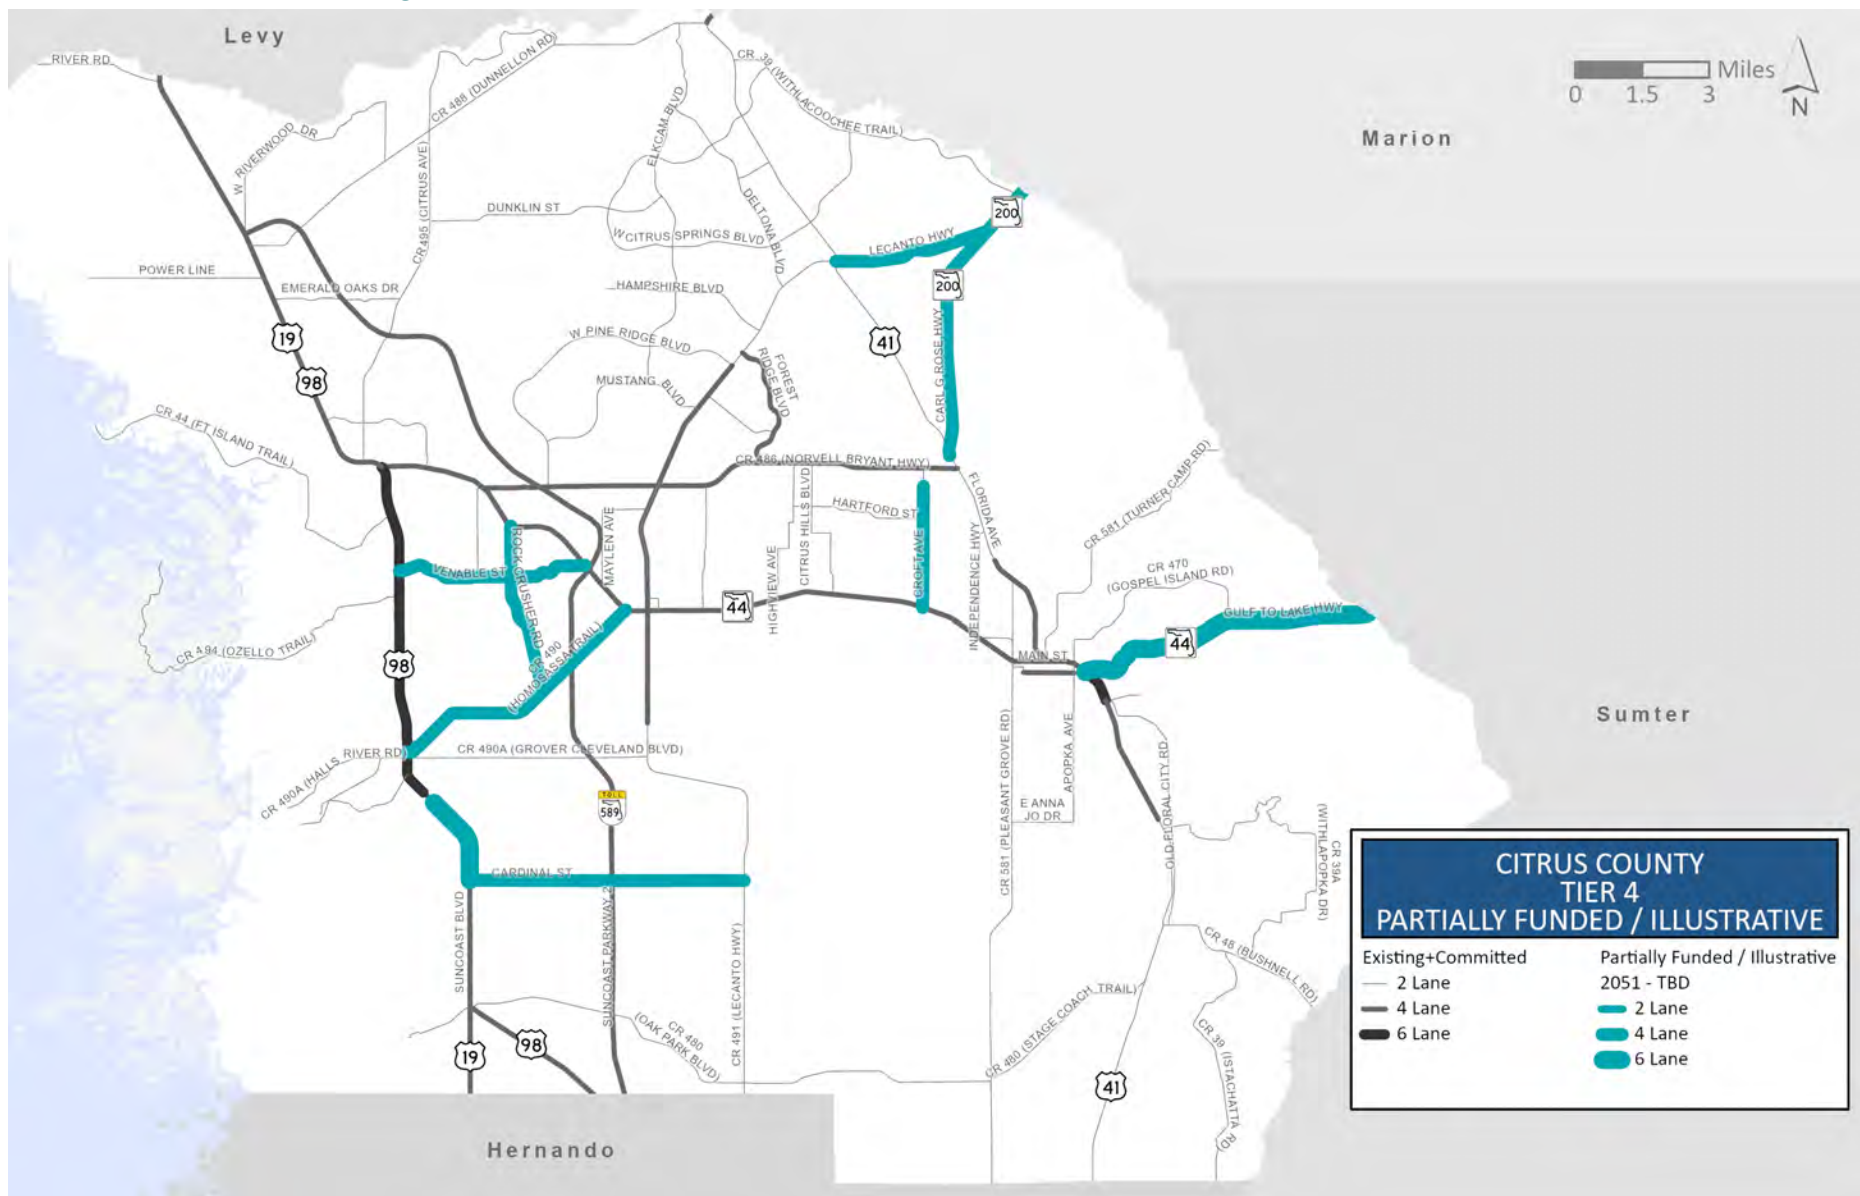 Levy
RIVER RD
CR 488 (DUNNELLON RD)
CR 39 (WITHLACOOCHEE TRAIL)
Miles
0 1.5 3
N
Marion
W RIVERWOOD DR
ELKCAM BLVD
CR 495 (CITRUS AVE)
DUNKLIN ST
DELTONA BLVD
200
W CITRUS SPRINGS BLVD
LECANTO HWY
POWER LINE
EMERALD OAKS DR
HAMPSHIRE BLVD
200
19
W PINE RIDGE BLVD
41
CARL G ROSE HWY
98
MUSTANG BLVD
FOREST
RIDGE BLVD
CR 44 (FT ISLAND TRAIL)
CR 486 (NORVELL BRYANT HWY)
CR 581 (TURNER CAMP RD)
FLORIDA AVE
CITRUS HILLS BLVD
HARTFORD ST
MAYLEN AVE
ROCK CRUSHER RD
VENABLE ST
HIGHVIEW AVE
CROFT AVE
INDEPENDENCE HWY
CR 470
(GOSPEL ISLAND RD)
44
GULF TO LAKE HWY
CR 494 (OZELLO TRAIL)
98
CR 490
(HOMOSASSA TRAIL)
MAIN ST
44
Sumter
CR 490A (HALLS RIVER RD)
CR 490A (GROVER CLEVELAND BLVD)
CR 581 (PLEASANT GROVE RD)
APOPKA AVE
OLD FLORAL CITY RD
TOLL
589
E ANNA
JO DR
CR 39A
(WITHLAPOPKA DR)
CARDINAL ST
SUNCOAST BLVD
SUNCOAST PARKWAY 2
CR 491 (LECANTO HWY)
CR 48 (BUSHNELL RD)
CR 480
(OAK PARK BLVD)
CR 480 (STAGE COACH TRAIL)
CR 39 (ISTACHATTA RD)
19
98
41
Hernando
CITRUS COUNTY
TIER 4
PARTIALLY FUNDED / ILLUSTRATIVE
Existing+Committed
2 Lane
4 Lane
6 Lane
Partially Funded / Illustrative
2051 - TBD
2 Lane
4 Lane
6 Lane